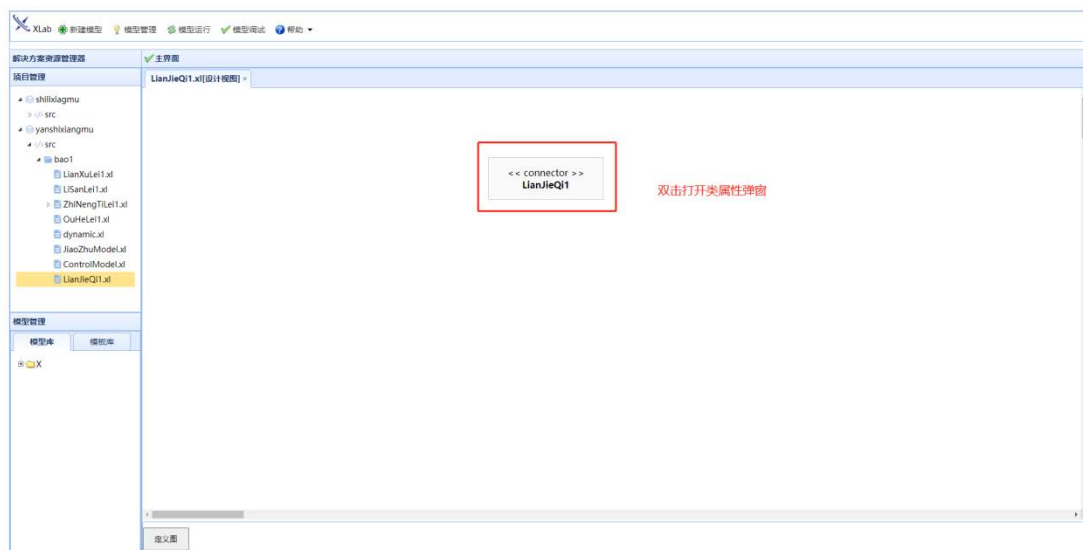 XLab 新建模型 模型管理 模型运行 模型调试 帮助
解决方案资源管理器
主界面
项目管理
LianJieQi1.xl[设计视图]
shilixiagmu
src
yanshixiangmu
src
bao1
LianXuLei1.xl
LiSanLei1.xl
ZhiNengTiLei1.xl
OuHeLei1.xl
dynamic.xl
JiaoZhuModel.xl
ControlModel.xl
LianJieQi1.xl
<< connector >>
LianJieQi1
双击打开类属性弹窗
模型管理
模型库 模板库
X
定义图